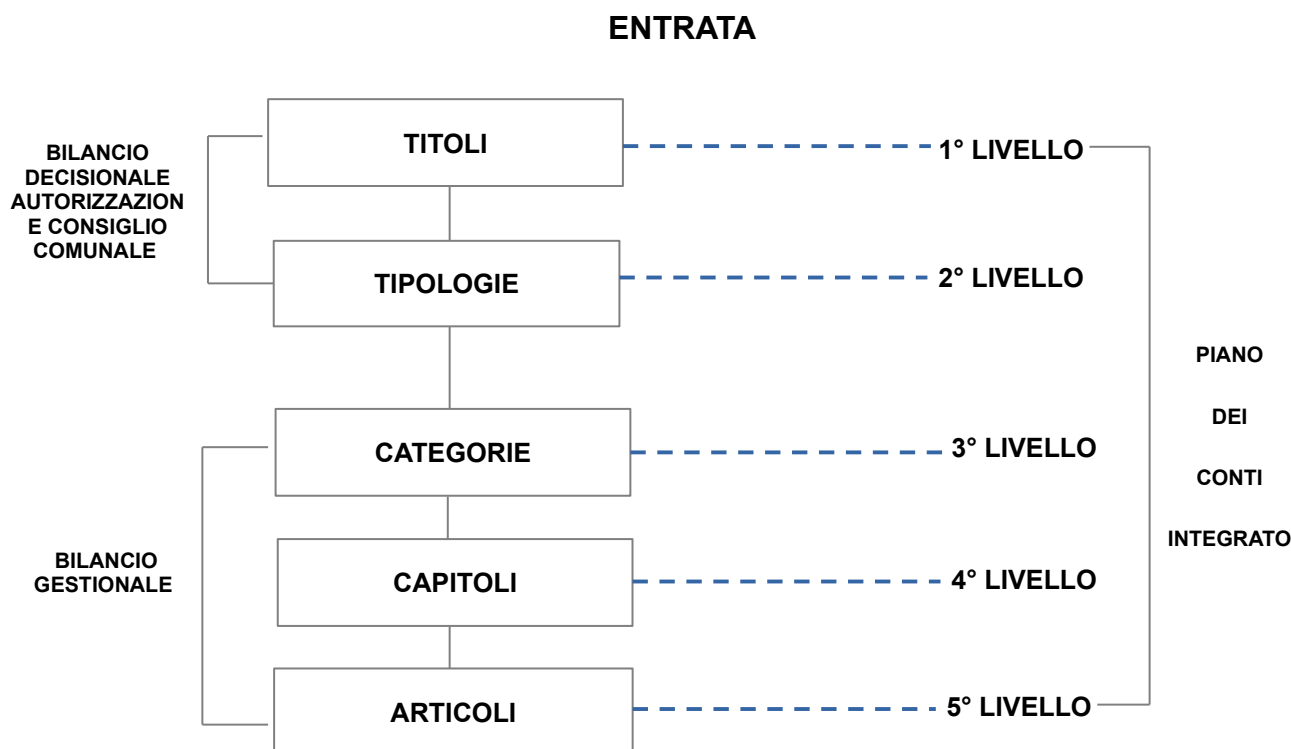 ENTRATA
TITOLI
1° LIVELLO
BILANCIO
DECISIONALE
AUTORIZZAZION
E CONSIGLIO
COMUNALE
TIPOLOGIE
2° LIVELLO
CATEGORIE
3° LIVELLO
CAPITOLI
4° LIVELLO
ARTICOLI
5° LIVELLO
BILANCIO
GESTIONALE
PIANO
DEI
CONTI
INTEGRATO